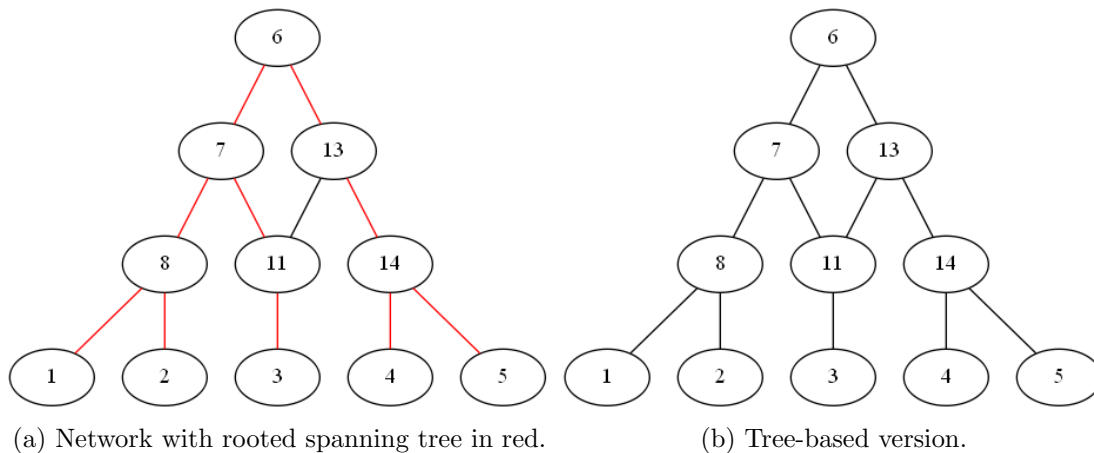 6 6
7 13 7 13
8 11 14 8 11 14
1 2 3 4 5 1 2 3 4 5
(a) Network with rooted spanning tree in red. (b) Tree-based version.